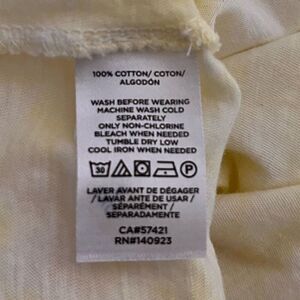 100% COTTON/ COTON/
ALGODÓN
WASH BEFORE WEARING
MACHINE WASH COLD
SEPARATELY
ONLY NON-CHLORINE
BLEACH WHEN NEEDED
TUMBLE DRY LOW
COOL IRON WHEN NEEDED
30 P
LAVER AVANT DE DÉGAGER
/ LAVAR ANTE DE USAR /
SÉPARÉMENT /
SEPARADAMENTE
CA#57421
RN#140923